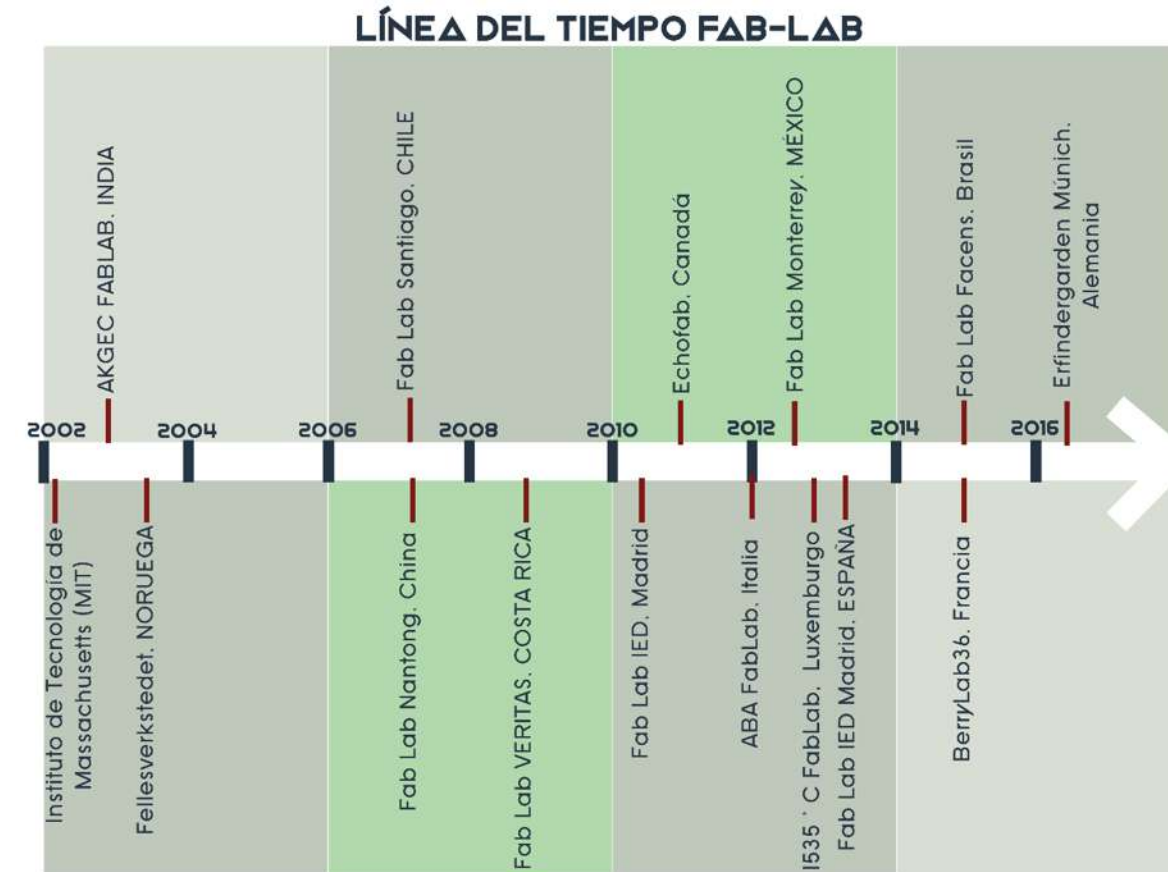 LÍNEA DEL TIEMPO FAB-LAB
AKGEC FABLAB. INDIA
Fab Lab Santiago. CHILE
Echofab. Canadá
Fab Lab Monterrey. MÉXICO
Fab Lab Facens. Brasil
Erfindergarden Múnich.
Alemania
2002
2004
2006
2008
2010
2012
2014
2016
Instituto de Tecnología de
Massachusetts (MIT)
Fellesverkstedet. NORUEGA
Fab Lab Nantong. China
Fab Lab VERITAS. COSTA RICA
Fab Lab IED. Madrid
ABA FabLab. Italia
1535 ° C FabLab. Luxemburgo
Fab Lab IED Madrid. ESPAÑA
BerryLab36. Francia